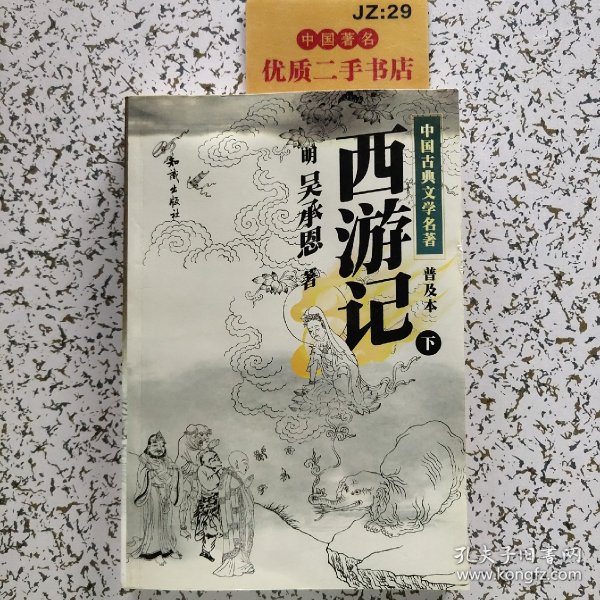 JZ:29
中国著名
优质二手书店
中国古典文学名著
普及本
下
西游记
明 吴承恩 著
知识出版社
孔夫子旧书网
www.kongfz.com